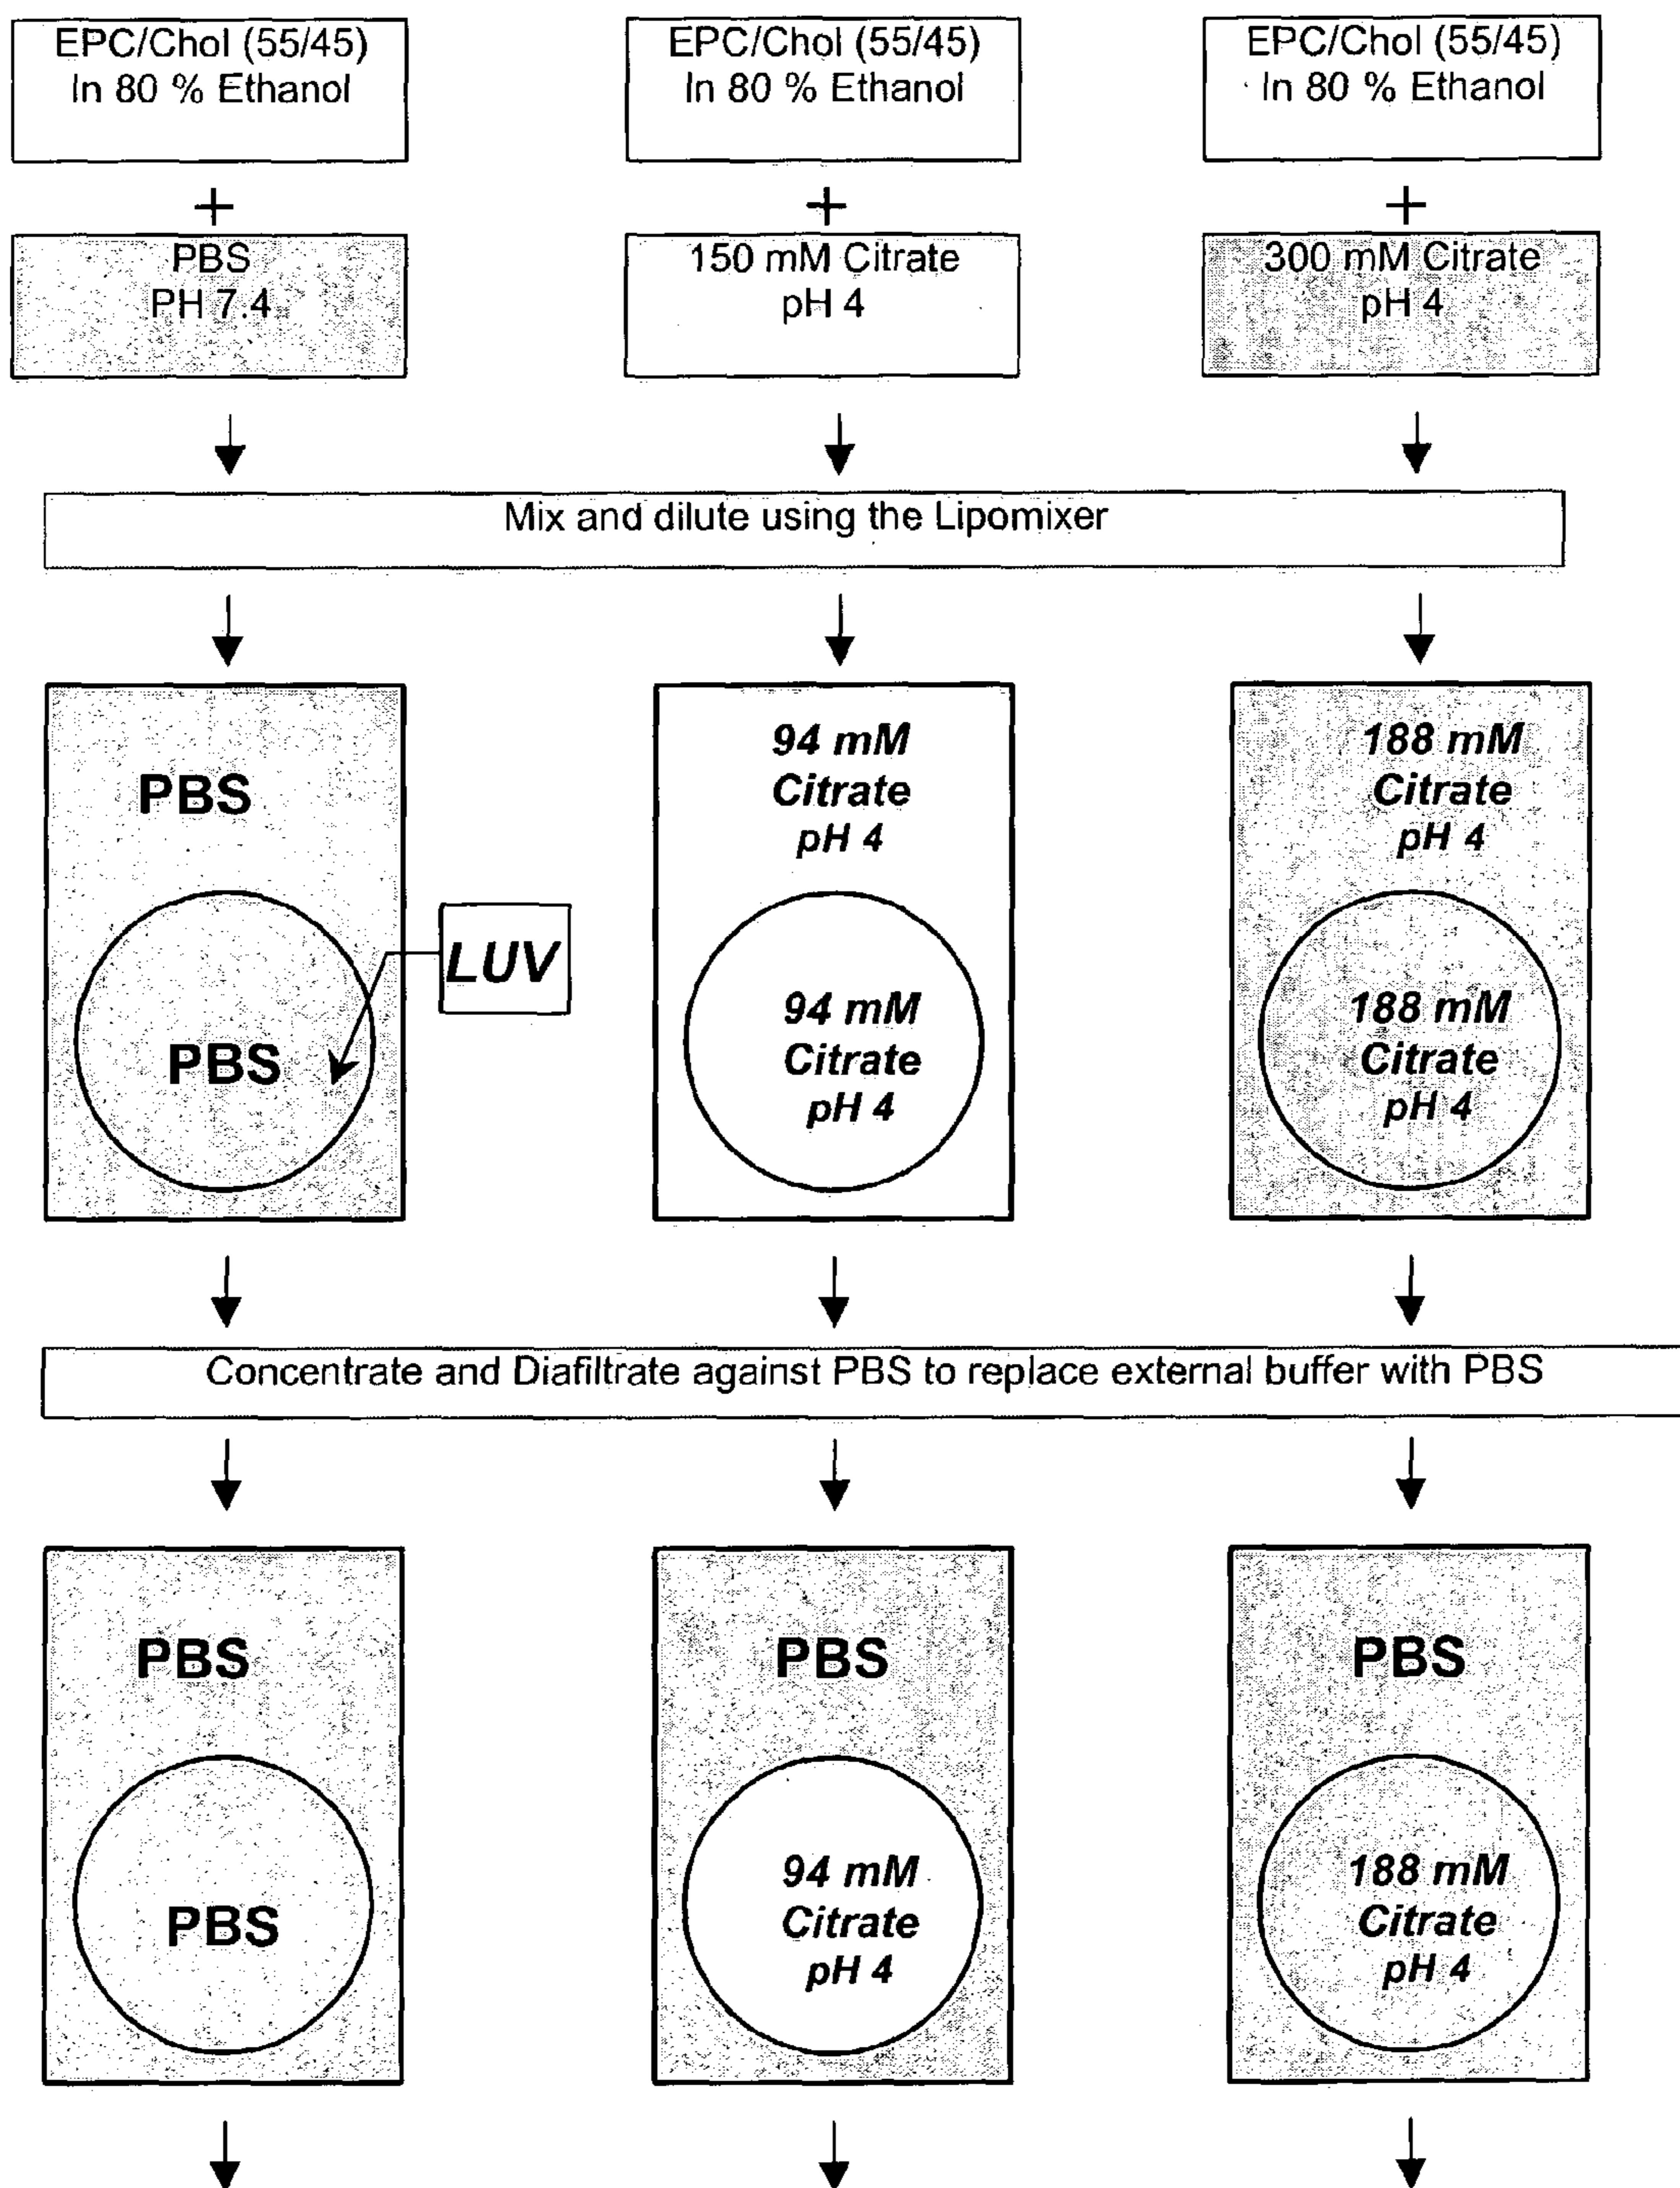 EPC/Chol (55/45)
In 80 % Ethanol
EPC/Chol (55/45)
In 80 % Ethanol
EPC/Chol (55/45)
In 80 % Ethanol
+
+
+
PBS
PH 7.4
150 mM Citrate
pH 4
300 mM Citrate
pH 4
Mix and dilute using the Lipomixer
PBS
PBS
LUV
94 mM
Citrate
pH 4
94 mM
Citrate
pH 4
188 mM
Citrate
pH 4
188 mM
Citrate
pH 4
Concentrate and Diafiltrate against PBS to replace external buffer with PBS
PBS
PBS
PBS
94 mM
Citrate
pH 4
PBS
188 mM
Citrate
pH 4